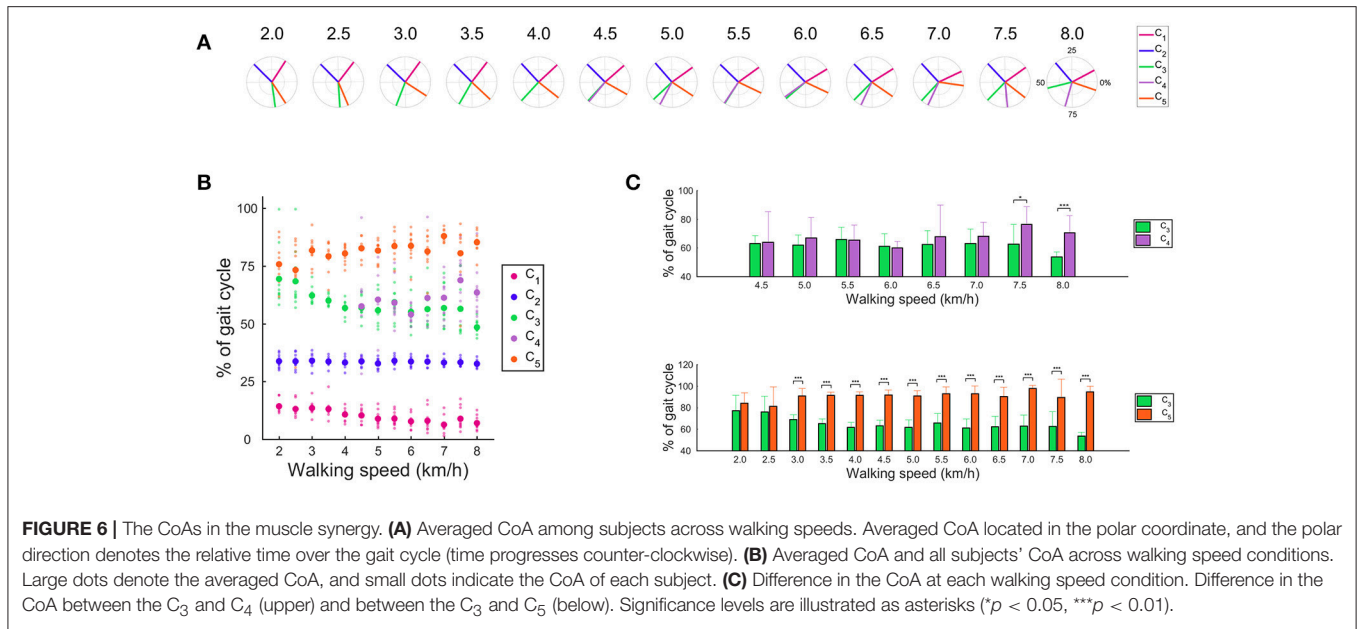 A
2.0 2.5 3.0 3.5 4.0 4.5 5.0 5.5 6.0 6.5 7.0 7.5 8.0
25
50
0%
75
C1
C2
C3
C4
C5
B
% of gait cycle
100
75
50
25
0
2 3 4 5 6 7 8
Walking speed (km/h)
C1
C2
C3
C4
C5
C
% of gait cycle
100
80
60
40
* ***
4.5 5.0 5.5 6.0 6.5 7.0 7.5 8.0
Walking speed (km/h)
C3
C4
% of gait cycle
120
100
80
60
40
*** *** *** *** *** *** *** *** *** *** ***
2.0 2.5 3.0 3.5 4.0 4.5 5.0 5.5 6.0 6.5 7.0 7.5 8.0
Walking speed (km/h)
C3
C5
FIGURE 6 | The CoAs in the muscle synergy. (A) Averaged CoA among subjects across walking speeds. Averaged CoA located in the polar coordinate, and the polar
direction denotes the relative time over the gait cycle (time progresses counter-clockwise). (B) Averaged CoA and all subjects' CoA across walking speed conditions.
Large dots denote the averaged CoA, and small dots indicate the CoA of each subject. (C) Difference in the CoA at each walking speed condition. Difference in the
CoA between the C3 and C4 (upper) and between the C3 and C5 (below). Significance levels are illustrated as asterisks (*p < 0.05, ***p < 0.01).